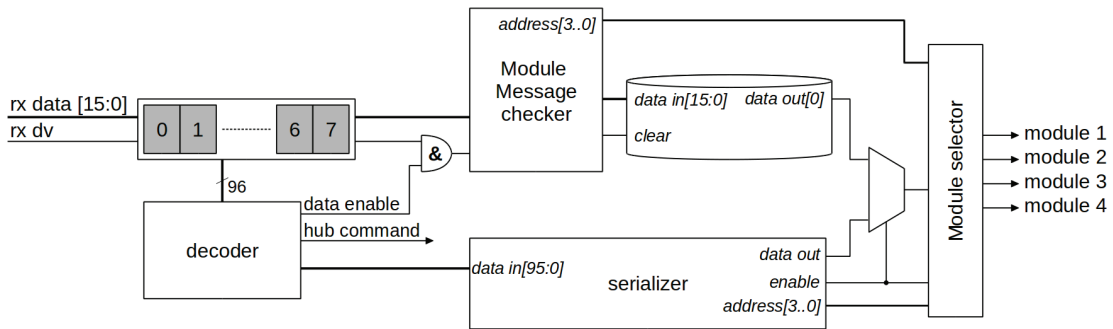 address[3..0]
Module
Message
checker
rx data [15:0]
rx dv
0 1 6 7
&
data in[15:0] data out[0]
clear
96
data enable
hub command
decoder
data in[95:0]
serializer
data out
enable
address[3..0]
Module selector
module 1
module 2
module 3
module 4